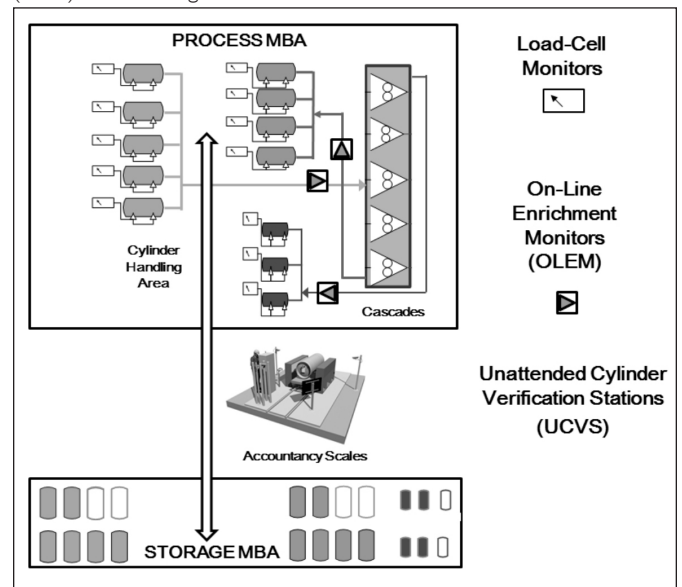 PROCESS MBA
Cylinder
Handling
Area
Cascades
Accountancy Scales
STORAGE MBA
Load-Cell
Monitors
On-Line
Enrichment
Monitors
(OLEM)
Unattended Cylinder
Verification Stations
(UCVS)